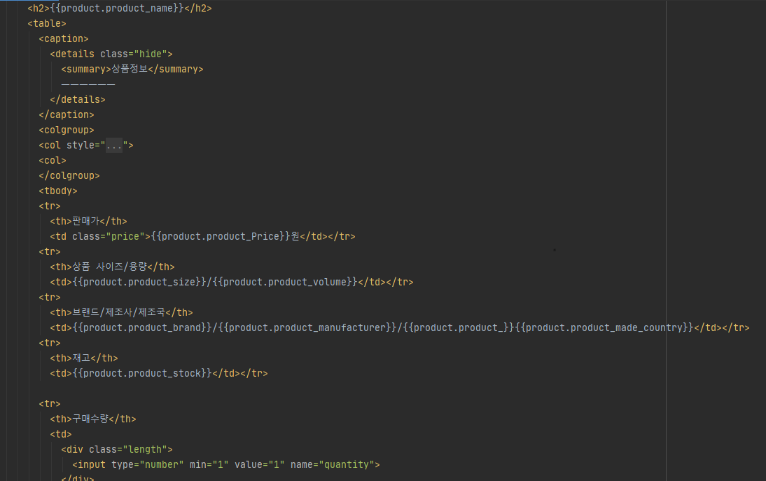 <h2>{{product.product_name}}</h2>
<table>
<caption>
<details class="hide">
<summary>상품정보</summary>
ㅡㅡㅡㅡㅡㅡ
</details>
</caption>
<colgroup>
<col style="...">
<col>
</colgroup>
<tbody>
<tr>
<th>판매가</th>
<td class="price">{{product.product_Price}}원</td></tr>
<tr>
<th>상품 사이즈/용량</th>
<td>{{product.product_size}}/{{product.product_volume}}</td></tr>
<tr>
<th>브랜드/제조사/제조국</th>
<td>{{product.product_brand}}/{{product.product_manufacturer}}/{{product.product_}}{{product.product_made_country}}</td></tr>
<tr>
<th>재고</th>
<td>{{product.product_stock}}</td></tr>
<tr>
<th>구매수량</th>
<td>
<div class="length">
<input type="number" min="1" value="1" name="quantity">
</div>